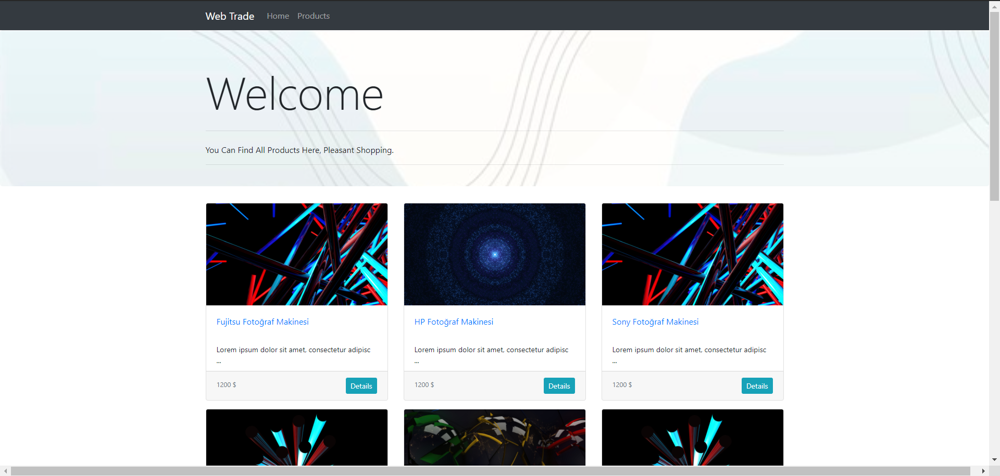 Web Trade Home Products
Welcome
You Can Find All Products Here, Pleasant Shopping.
Fujitsu Fotoğraf Makinesi
Lorem ipsum dolor sit amet, consectetur adipisc
...
1200 $ Details
HP Fotoğraf Makinesi
Lorem ipsum dolor sit amet, consectetur adipisc
...
1200 $ Details
Sony Fotoğraf Makinesi
Lorem ipsum dolor sit amet, consectetur adipisc
...
1200 $ Details